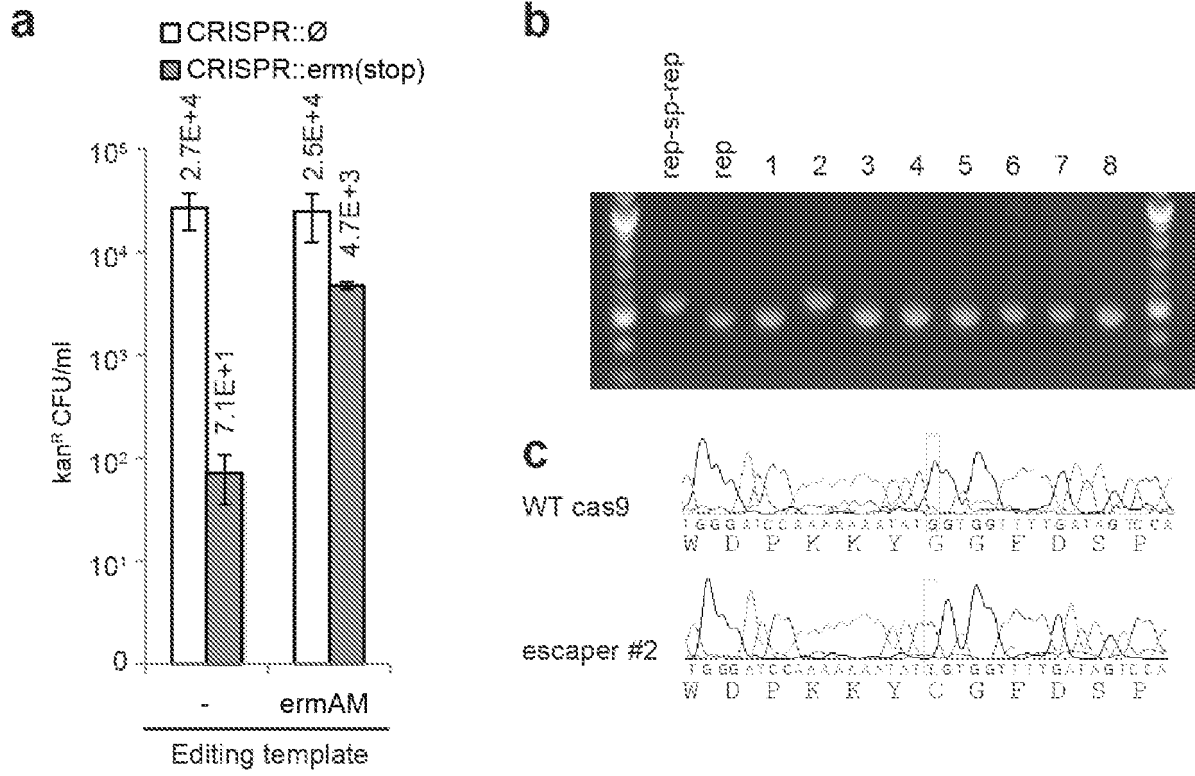 a
CRISPR::Ø
CRISPR::erm(stop)
kanᴿ CFU/ml
10⁵
10⁴
10³
10²
10¹
0
2.7E+4
7.1E+1
2.5E+4
4.7E+3
-
ermAM
Editing template
b
rep-sp-rep
rep
1 2 3 4 5 6 7 8
c
WT cas9
TGGGATCCAAAAAAATATGGTGGTTTTGATAGTCCA
W D P K K Y G G F D S P
escaper #2
W D P K K Y C G F D S P